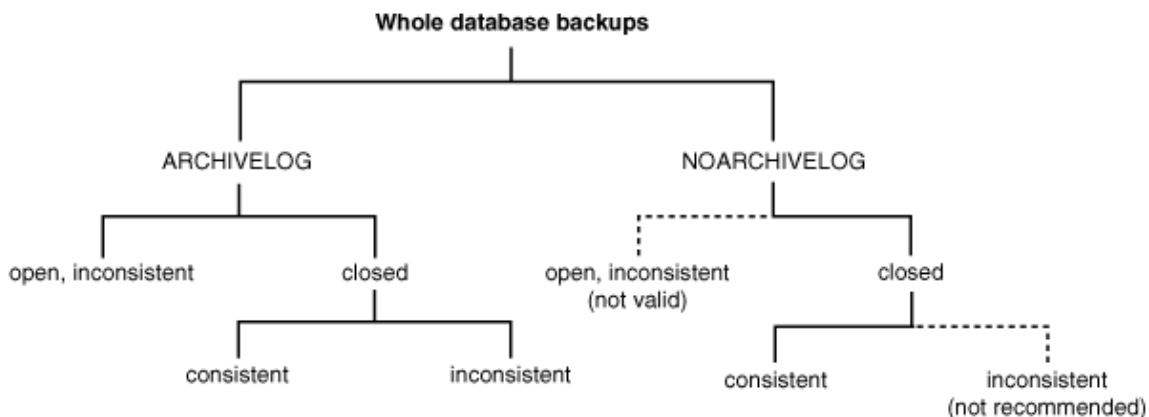 Whole database backups
ARCHIVELOG
NOARCHIVELOG
open, inconsistent
closed
open, inconsistent
(not valid)
closed
consistent
inconsistent
consistent
inconsistent
(not recommended)